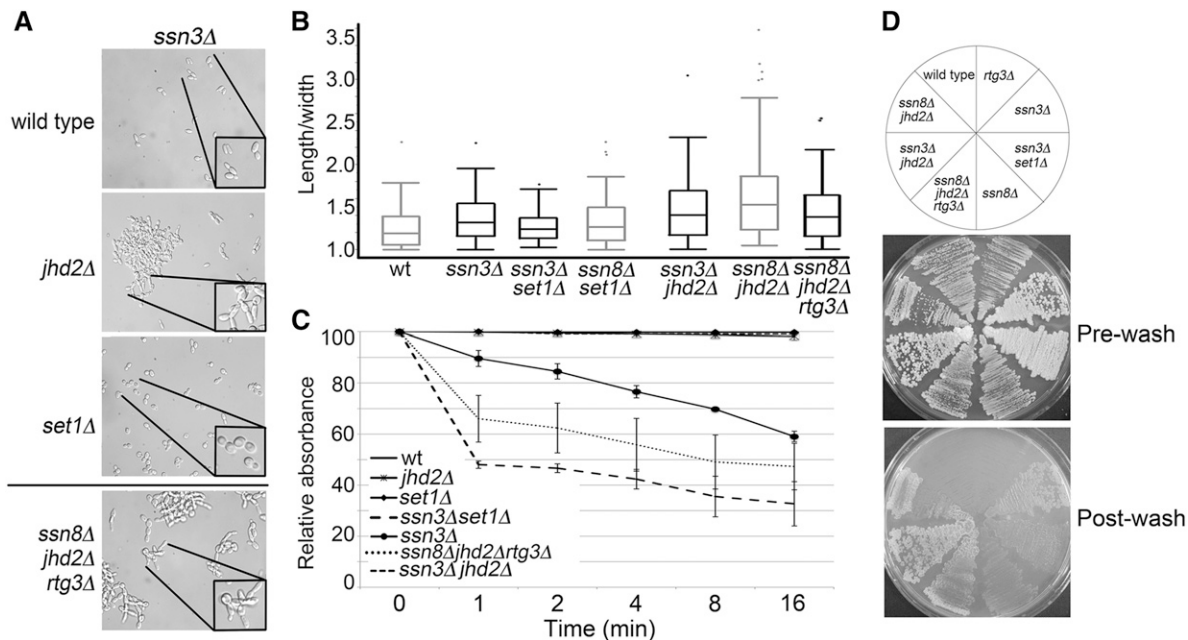 A
ssn3Δ
wild type
jhd2Δ
set1Δ
ssn8Δ
jhd2Δ
rtg3Δ
B
Length/width
3.5
3.0
2.5
2.0
1.5
1.0
wt
ssn3Δ
ssn3Δ
set1Δ
ssn8Δ
set1Δ
ssn3Δ
jhd2Δ
ssn8Δ
jhd2Δ
ssn8Δ
jhd2Δ
rtg3Δ
C
Relative absorbance
100
80
60
40
20
0
wt
jhd2Δ
set1Δ
ssn3Δset1Δ
ssn3Δ
ssn8Δjhd2Δrtg3Δ
ssn3Δjhd2Δ
0 1 2 4 8 16
Time (min)
D
wild type
rtg3Δ
ssn8Δ
jhd2Δ
ssn3Δ
ssn3Δ
jhd2Δ
ssn3Δ
set1Δ
ssn8Δ
jhd2Δ
rtg3Δ
ssn8Δ
Pre-wash
Post-wash